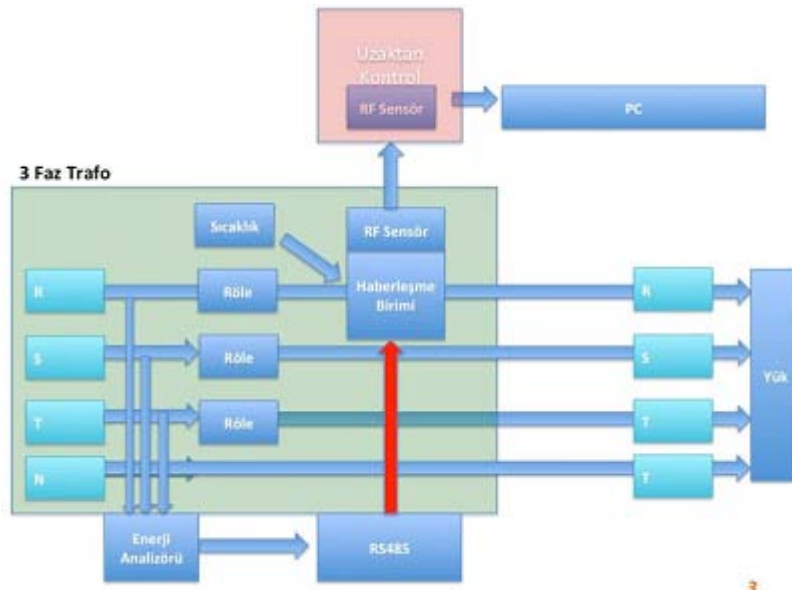 Uzaktan
Kontrol
RF Sensör
PC
3 Faz Trafo
Sıcaklık
RF Sensör
Haberleşme
Birimi
R
Röle
R
S
Röle
S
Yük
T
Röle
T
N
T
Enerji
Analizörü
RS485
3